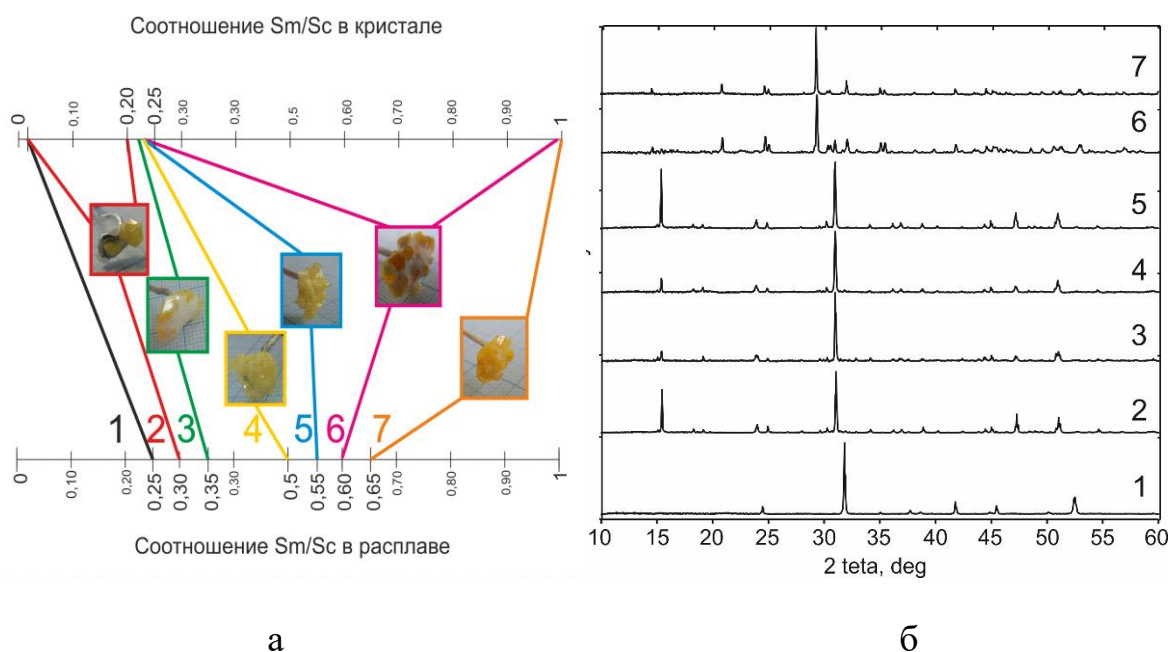 Соотношение Sm/Sc в кристале
0 0,10 0,20 0,25 0,30 0,40 0,5 0,60 0,70 0,80 0,90 1
1 2 3 4 5 6 7
0 0,10 0,20 0,25 0,30 0,35 0,30 0,40 0,5 0,55 0,60 0,65 0,70 0,80 0,90 1
Соотношение Sm/Sc в расплаве
а
7
6
5
4
3
2
1
10 15 20 25 30 35 40 45 50 55 60
2 teta, deg
б